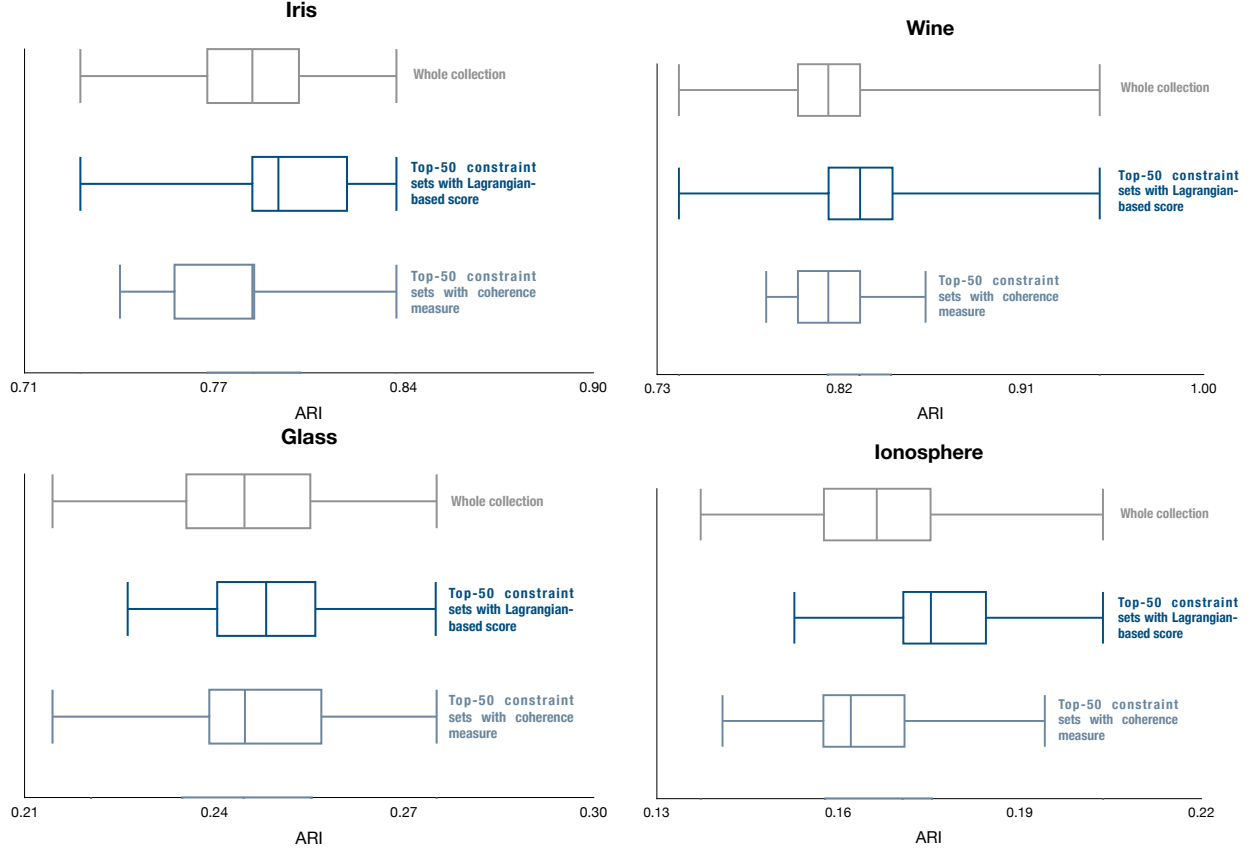 Iris
Whole collection
Top-50 constraint
sets with Lagrangian-
based score
Top-50 constraint
sets with coherence
measure
0.71
0.77
0.84
0.90
ARI
Wine
Whole collection
Top-50 constraint
sets with Lagrangian-
based score
Top-50 constraint
sets with coherence
measure
0.73
0.82
0.91
1.00
ARI
Glass
Whole collection
Top-50 constraint
sets with Lagrangian-
based score
Top-50 constraint
sets with coherence
measure
0.21
0.24
0.27
0.30
ARI
Ionosphere
Whole collection
Top-50 constraint
sets with Lagrangian-
based score
Top-50 constraint
sets with coherence
measure
0.13
0.16
0.19
0.22
ARI